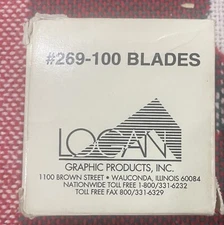 #269-100 BLADES
LOGAN
GRAPHIC PRODUCTS, INC.
1100 BROWN STREET • WAUCONDA, ILLINOIS 60084
NATIONWIDE TOLL FREE 1-800/331-6232
TOLL FREE FAX 800/331-6329